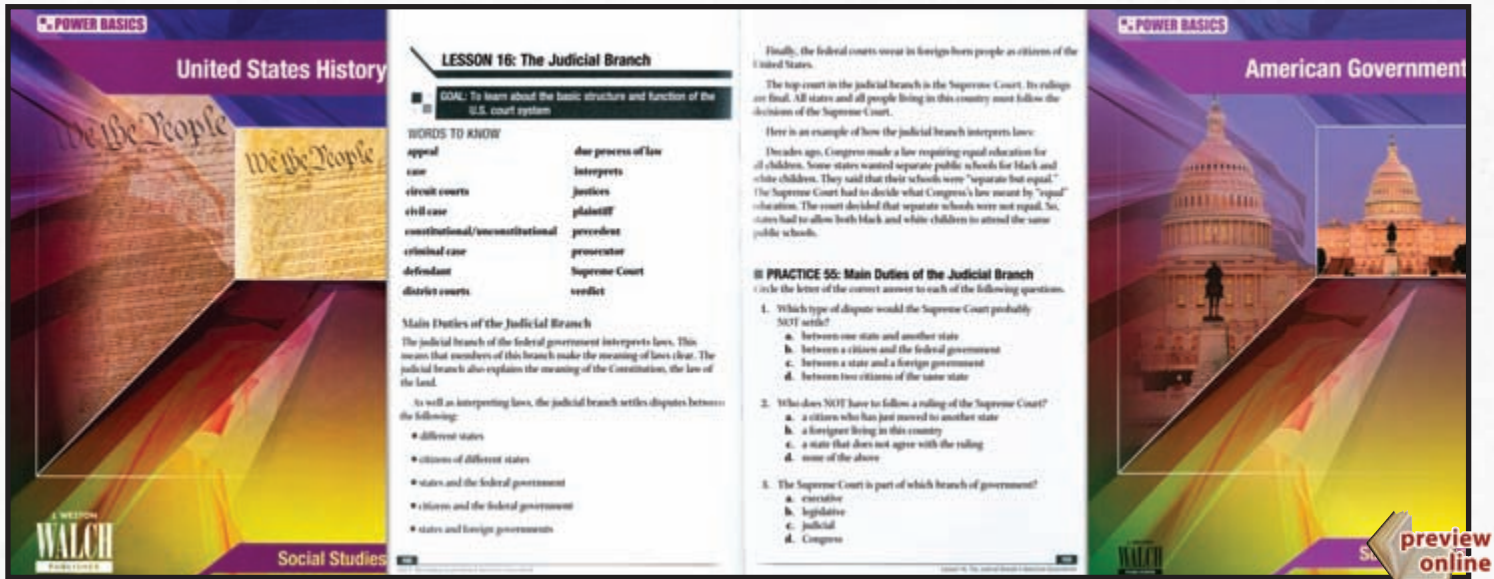 POWER BASICS
United States History
We the People
We the People
J. WESTON
WALCH
PUBLISHER
Social Studies
LESSON 16: The Judicial Branch
GOAL: To learn about the basic structure and function of the
U.S. court system
WORDS TO KNOW
appeal
case
circuit courts
civil case
constitutional/unconstitutional
criminal case
defendant
district courts
due process of law
interprets
justices
plaintiff
precedent
prosecutor
Supreme Court
verdict
Main Duties of the Judicial Branch
The judicial branch of the federal government interprets laws. This
means that members of this branch make the meaning of laws clear. The
judicial branch also explains the meaning of the Constitution, the law of
the land.
As well as interpreting laws, the judicial branch settles disputes between
the following:
• different states
• citizens of different states
• states and the federal government
• citizens and the federal government
• states and foreign governments
Finally, the federal courts swear in foreign-born people as citizens of the
United States.
The top court in the judicial branch is the Supreme Court. Its rulings
are final. All states and all people living in this country must follow the
decisions of the Supreme Court.
Here is an example of how the judicial branch interprets laws:
Decades ago, Congress made a law requiring equal education for
all children. Some states wanted separate public schools for black and
white children. They said that their schools were "separate but equal."
The Supreme Court had to decide what Congress's law meant by "equal"
education. The court decided that separate schools were not equal. So,
states had to allow both black and white children to attend the same
public schools.
PRACTICE 55: Main Duties of the Judicial Branch
Circle the letter of the correct answer to each of the following questions.
1. Which type of dispute would the Supreme Court probably
NOT settle?
a. between one state and another state
b. between a citizen and the federal government
c. between a state and a foreign government
d. between two citizens of the same state
2. Who does NOT have to follow a ruling of the Supreme Court?
a. a citizen who has just moved to another state
b. a foreigner living in this country
c. a state that does not agree with the ruling
d. none of the above
3. The Supreme Court is part of which branch of government?
a. executive
b. legislative
c. judicial
d. Congress
POWER BASICS
American Government
WALCH
preview
online